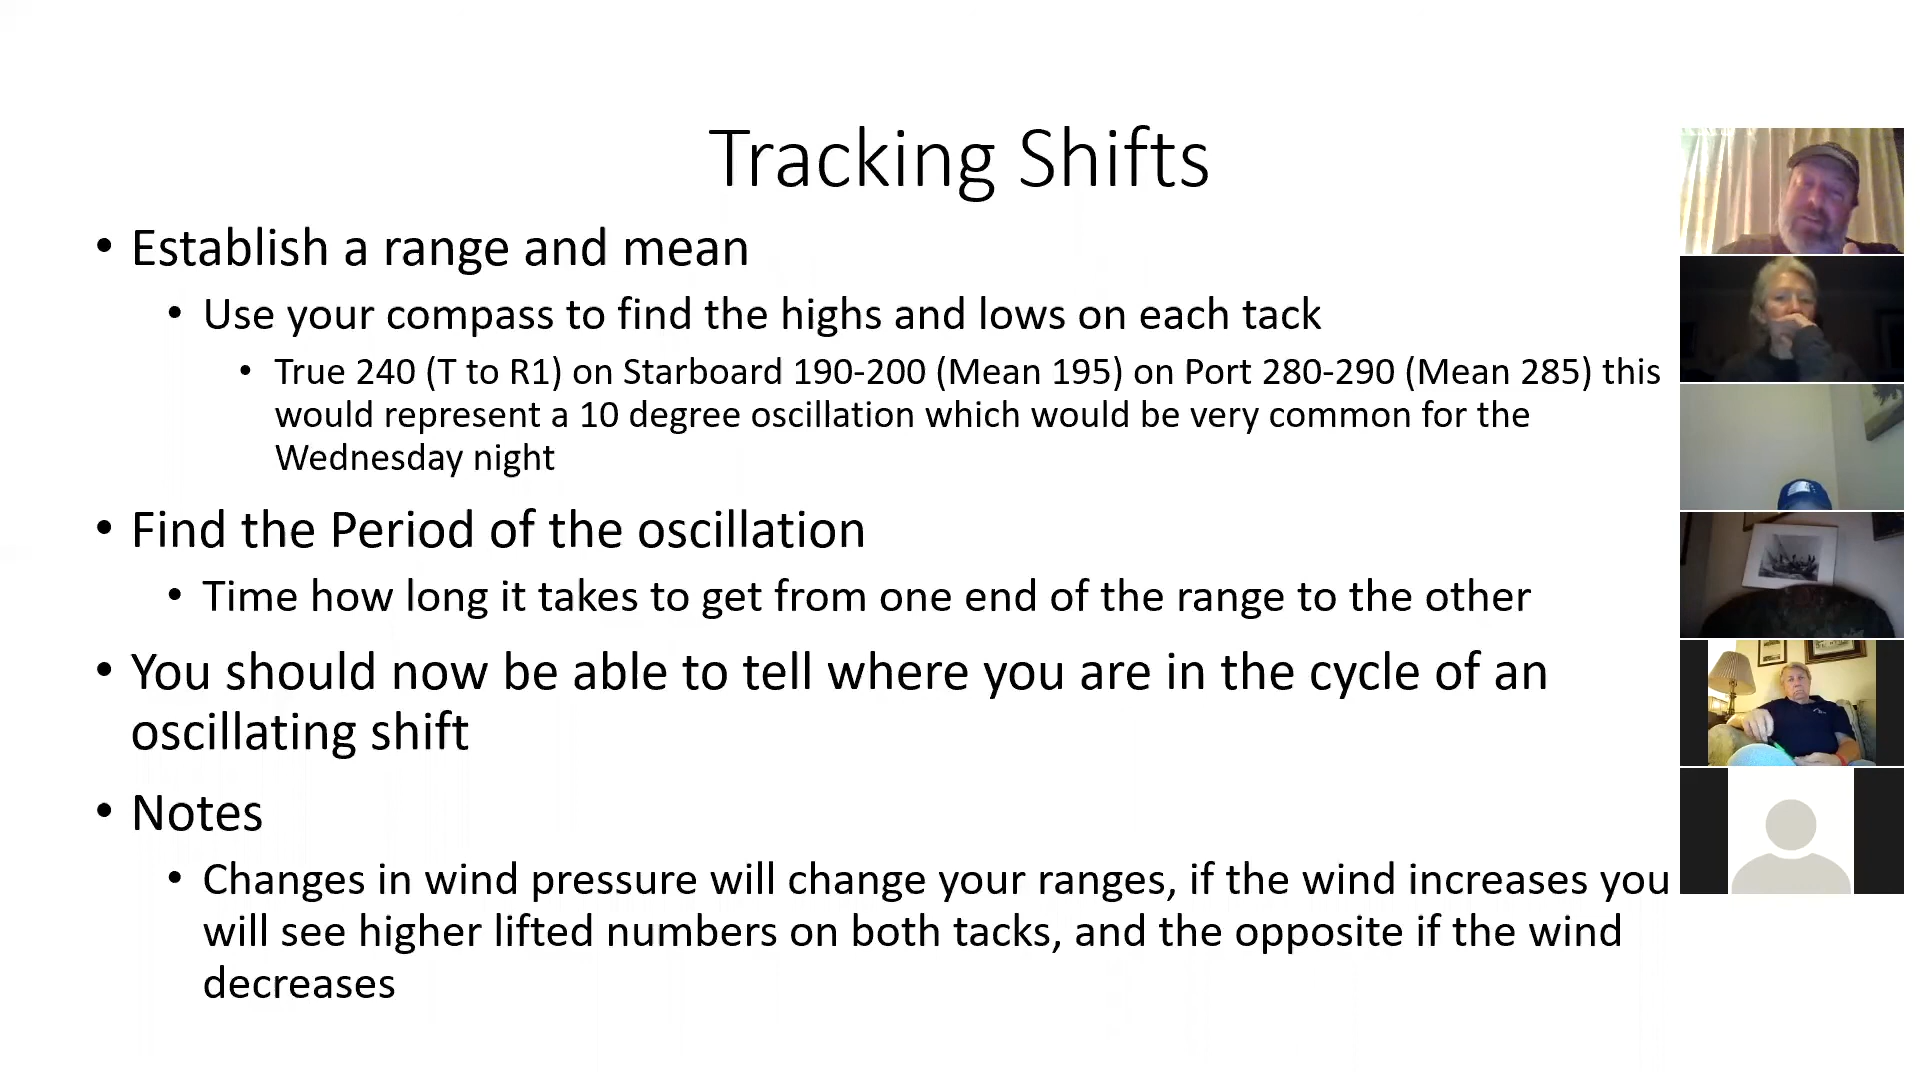 Tracking Shifts
• Establish a range and mean
• Use your compass to find the highs and lows on each tack
• True 240 (T to R1) on Starboard 190-200 (Mean 195) on Port 280-290 (Mean 285) this
would represent a 10 degree oscillation which would be very common for the
Wednesday night
• Find the Period of the oscillation
• Time how long it takes to get from one end of the range to the other
• You should now be able to tell where you are in the cycle of an
oscillating shift
• Notes
• Changes in wind pressure will change your ranges, if the wind increases you
will see higher lifted numbers on both tacks, and the opposite if the wind
decreases